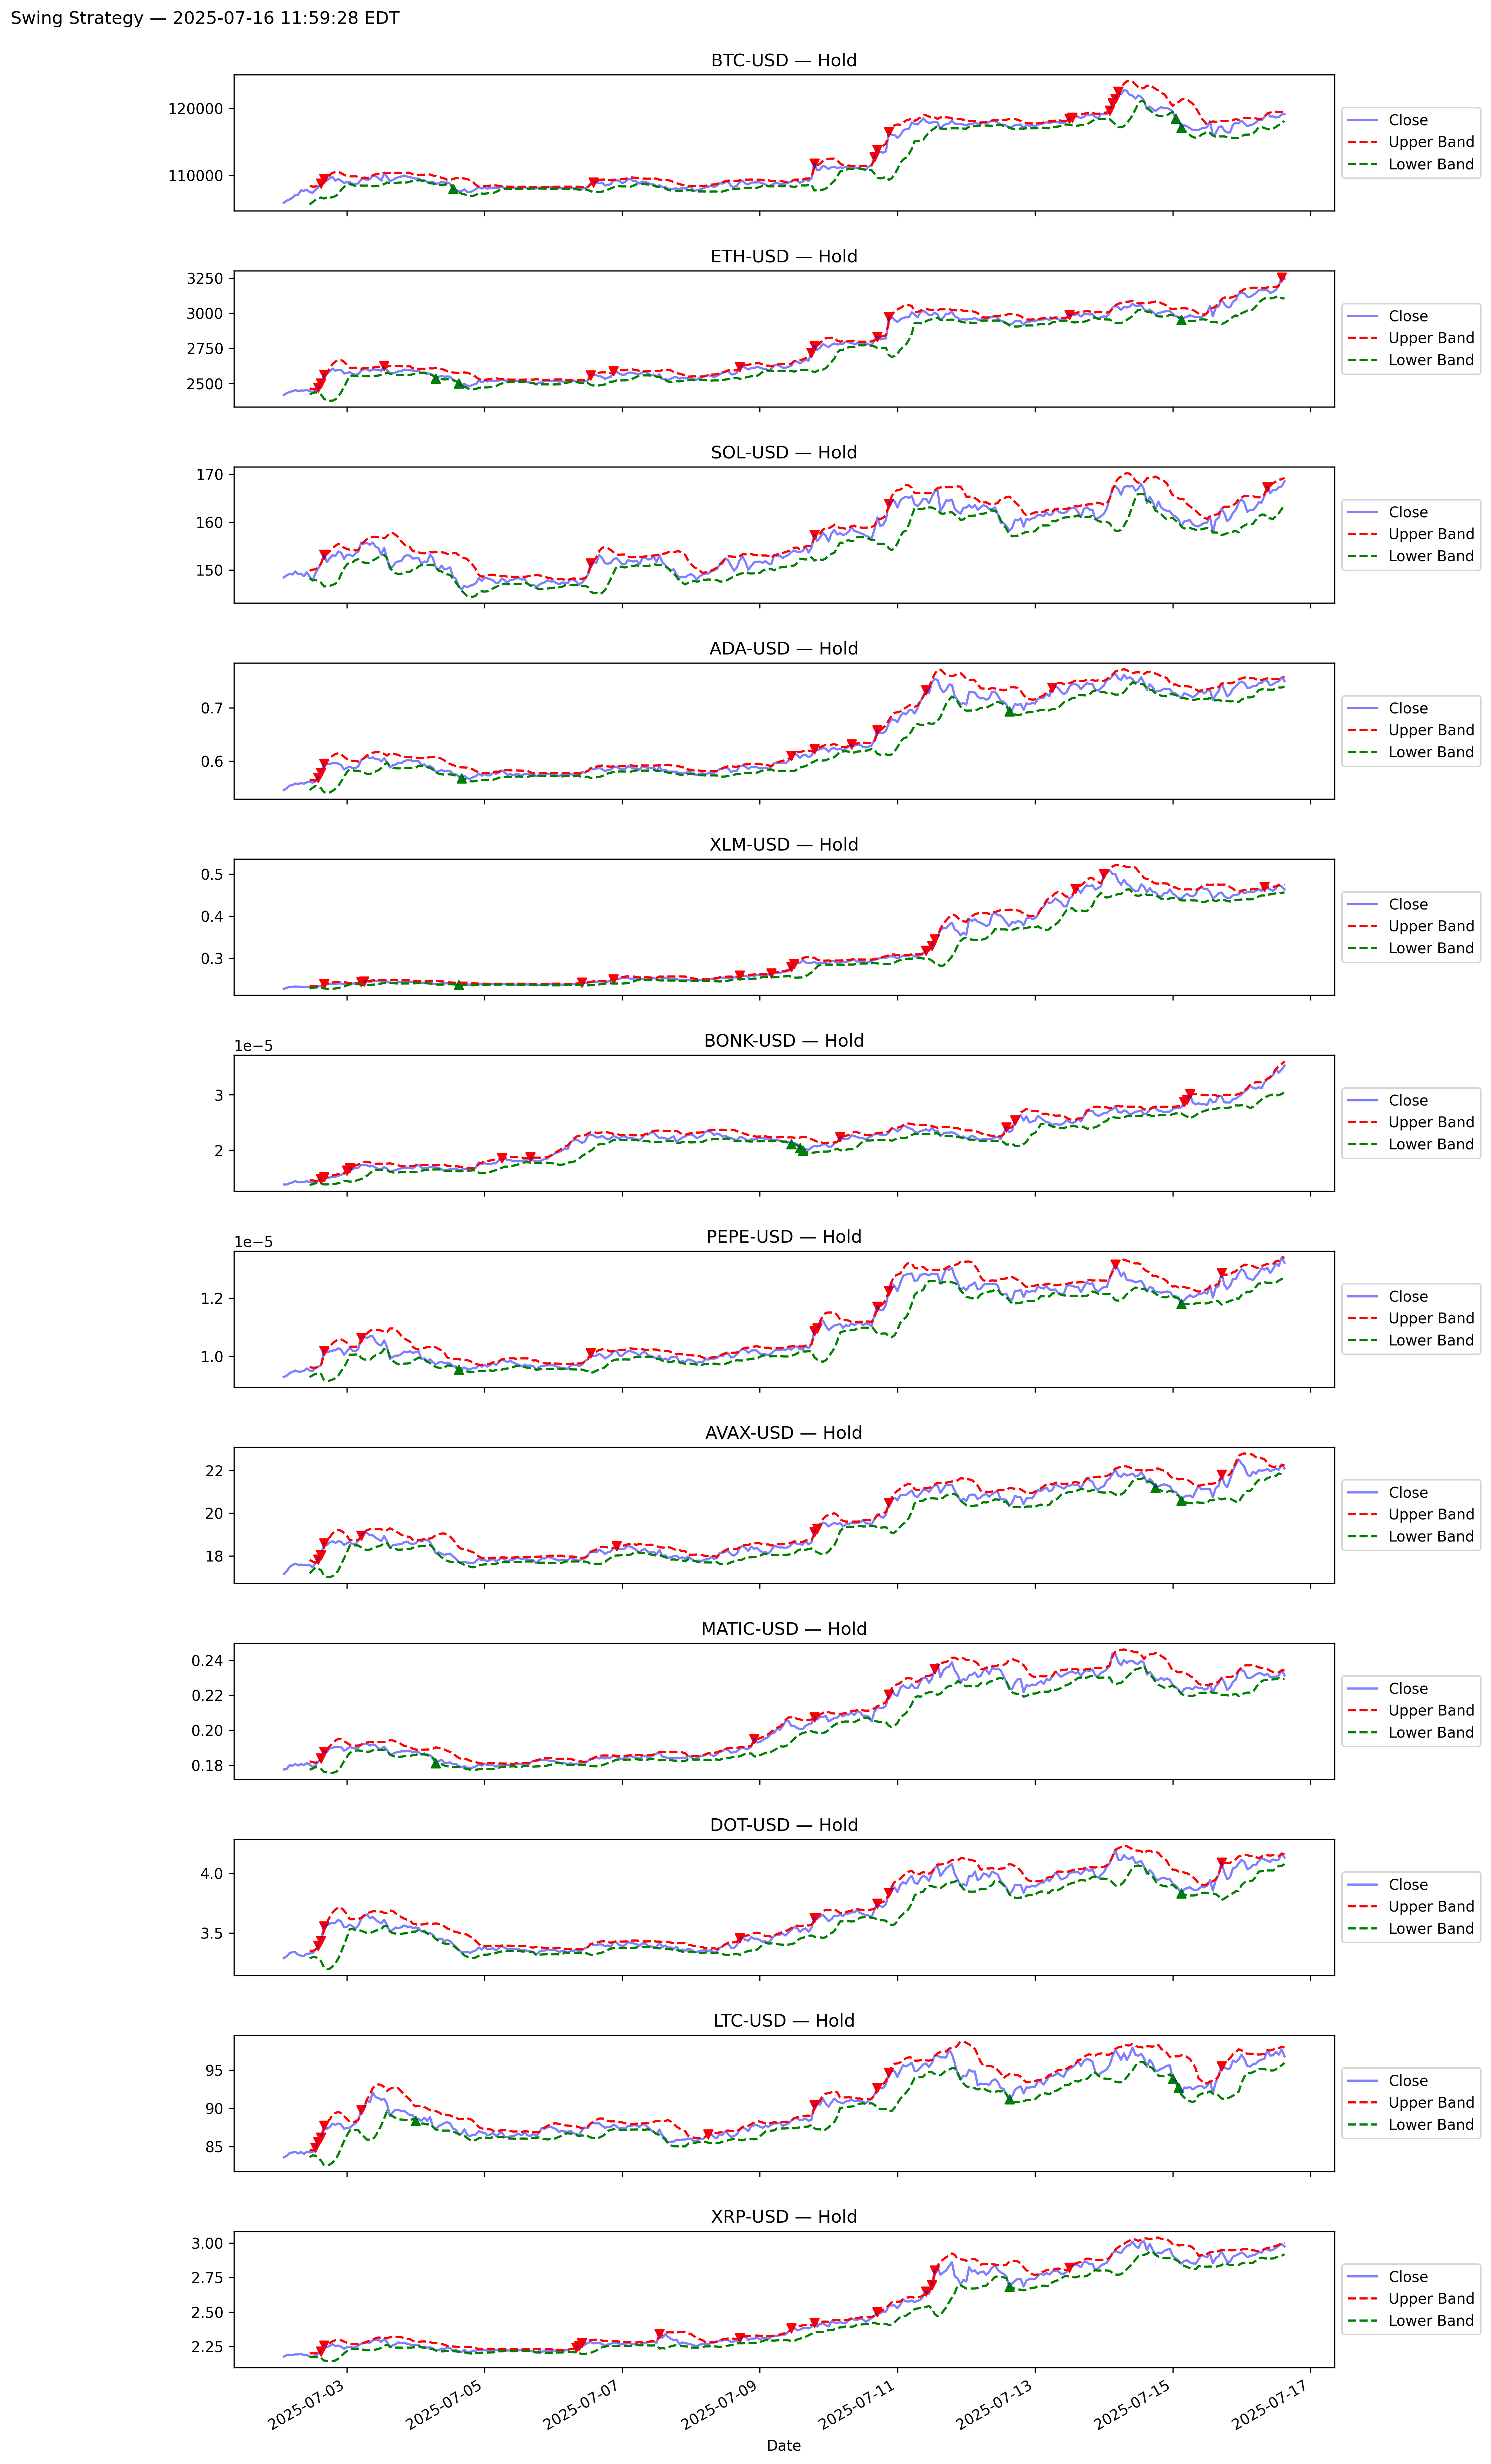 Swing Strategy — 2025-07-16 11:59:28 EDT
BTC-USD — Hold
120000
110000
Close
Upper Band
Lower Band
ETH-USD — Hold
3250
3000
2750
2500
Close
Upper Band
Lower Band
SOL-USD — Hold
170
160
150
Close
Upper Band
Lower Band
ADA-USD — Hold
0.7
0.6
Close
Upper Band
Lower Band
XLM-USD — Hold
0.5
0.4
0.3
Close
Upper Band
Lower Band
BONK-USD — Hold
1e−5
3
2
Close
Upper Band
Lower Band
PEPE-USD — Hold
1e−5
1.2
1.0
Close
Upper Band
Lower Band
AVAX-USD — Hold
22
20
18
Close
Upper Band
Lower Band
MATIC-USD — Hold
0.24
0.22
0.20
0.18
Close
Upper Band
Lower Band
DOT-USD — Hold
4.0
3.5
Close
Upper Band
Lower Band
LTC-USD — Hold
95
90
85
Close
Upper Band
Lower Band
XRP-USD — Hold
3.00
2.75
2.50
2.25
Close
Upper Band
Lower Band
2025-07-03
2025-07-05
2025-07-07
2025-07-09
2025-07-11
2025-07-13
2025-07-15
2025-07-17
Date